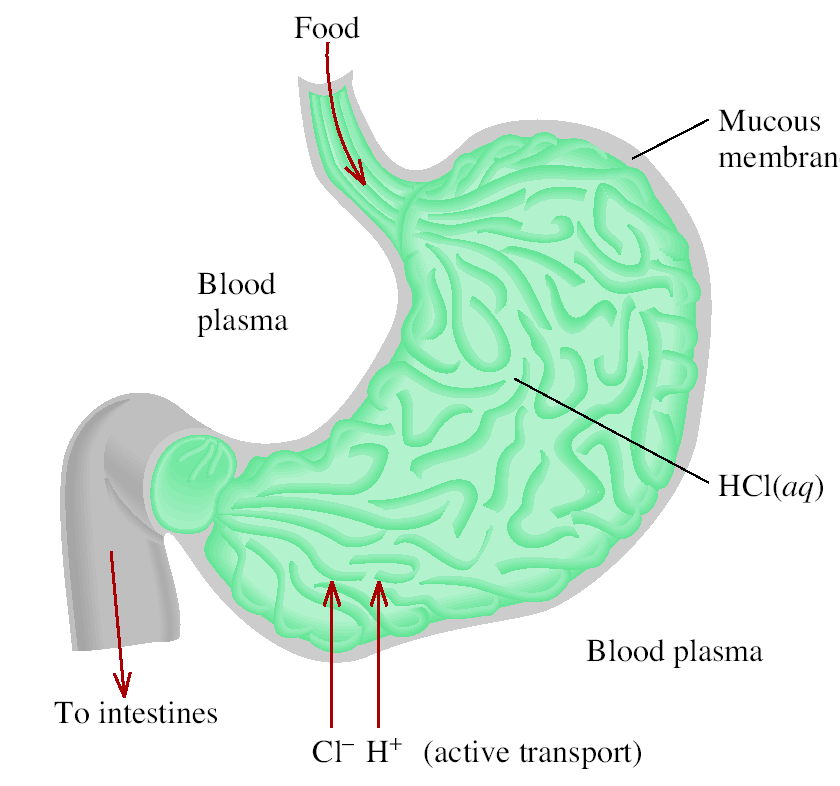 Food
Mucous
membran
Blood
plasma
HCl(aq)
Blood plasma
To intestines
Cl⁻ H⁺ (active transport)